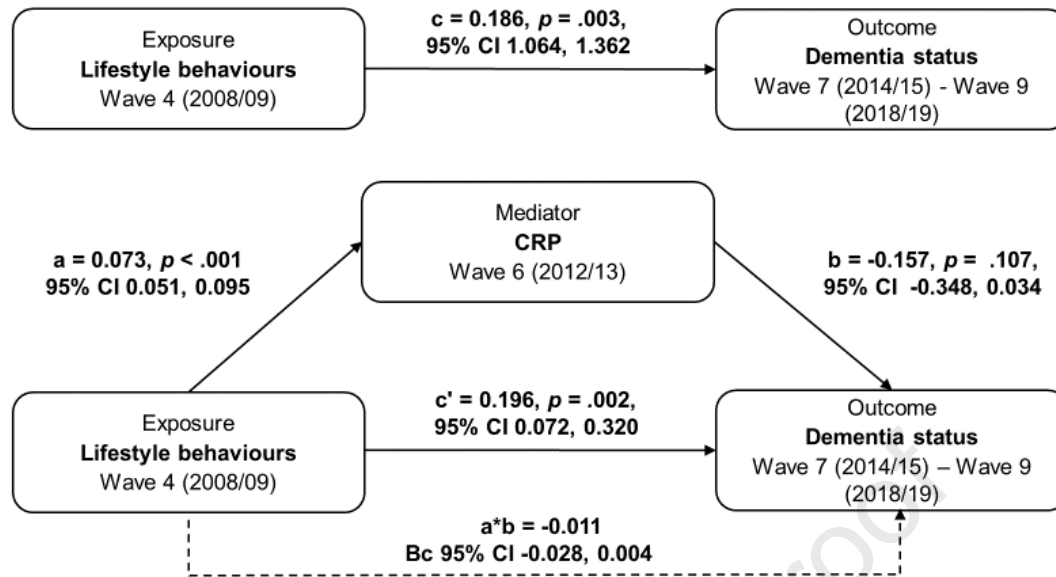 Exposure
Lifestyle behaviours
Wave 4 (2008/09)
c = 0.186, p = .003,
95% CI 1.064, 1.362
Outcome
Dementia status
Wave 7 (2014/15) - Wave 9
(2018/19)
Mediator
CRP
Wave 6 (2012/13)
a = 0.073, p < .001
95% CI 0.051, 0.095
b = -0.157, p = .107,
95% CI -0.348, 0.034
Exposure
Lifestyle behaviours
Wave 4 (2008/09)
c' = 0.196, p = .002,
95% CI 0.072, 0.320
Outcome
Dementia status
Wave 7 (2014/15) – Wave 9
(2018/19)
a*b = -0.011
Bc 95% CI -0.028, 0.004
roof